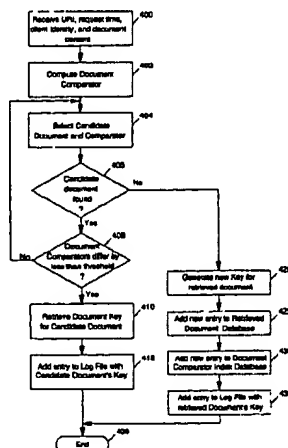 400
Receive URI, request time,
client identity, and document
content
402
Compute Document
Comparator
404
Select Candidate
Document and Comparator
406
Candidate
document
found
?
No
Yes
408
Document
Comparators differ by
less than threshold
?
No
Yes
410
Retrieve Document Key
for Candidate Document
418
Add entry to Log File with
Candidate Document's Key
Generate new Key for
retrieved document
Add new entry to Retrieved
Document Database
Add new entry to Document
Comparator Index Database
Add entry to Log File with
retrieved Document's Key
End